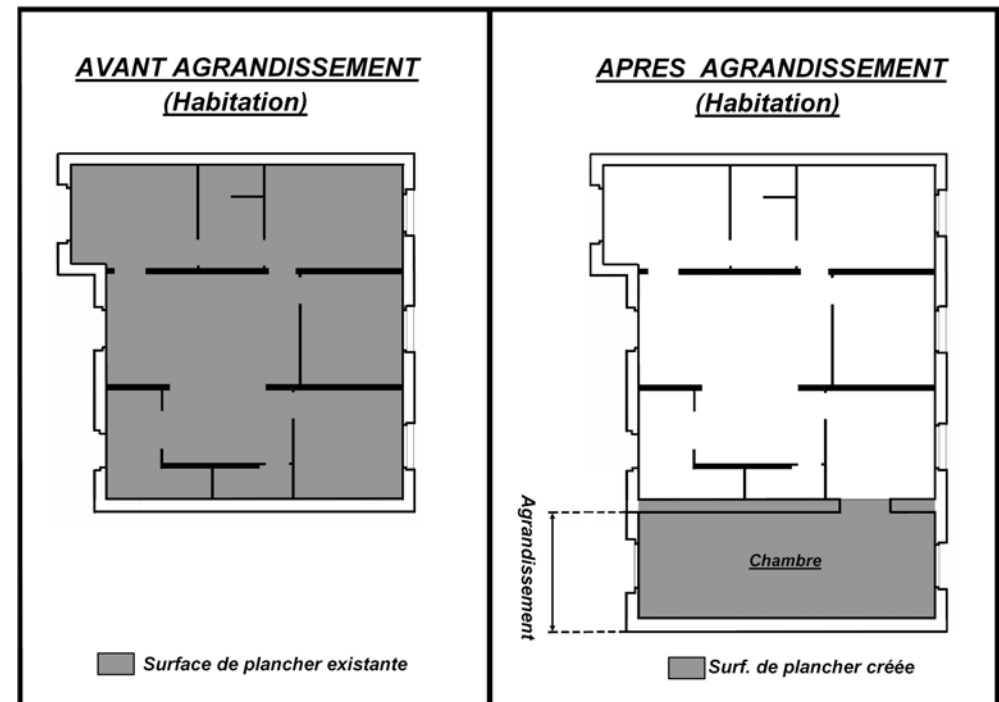 AVANT AGRANDISSEMENT
(Habitation)
Surface de plancher existante
APRES AGRANDISSEMENT
(Habitation)
Agrandissement
Chambre
Surf. de plancher créée